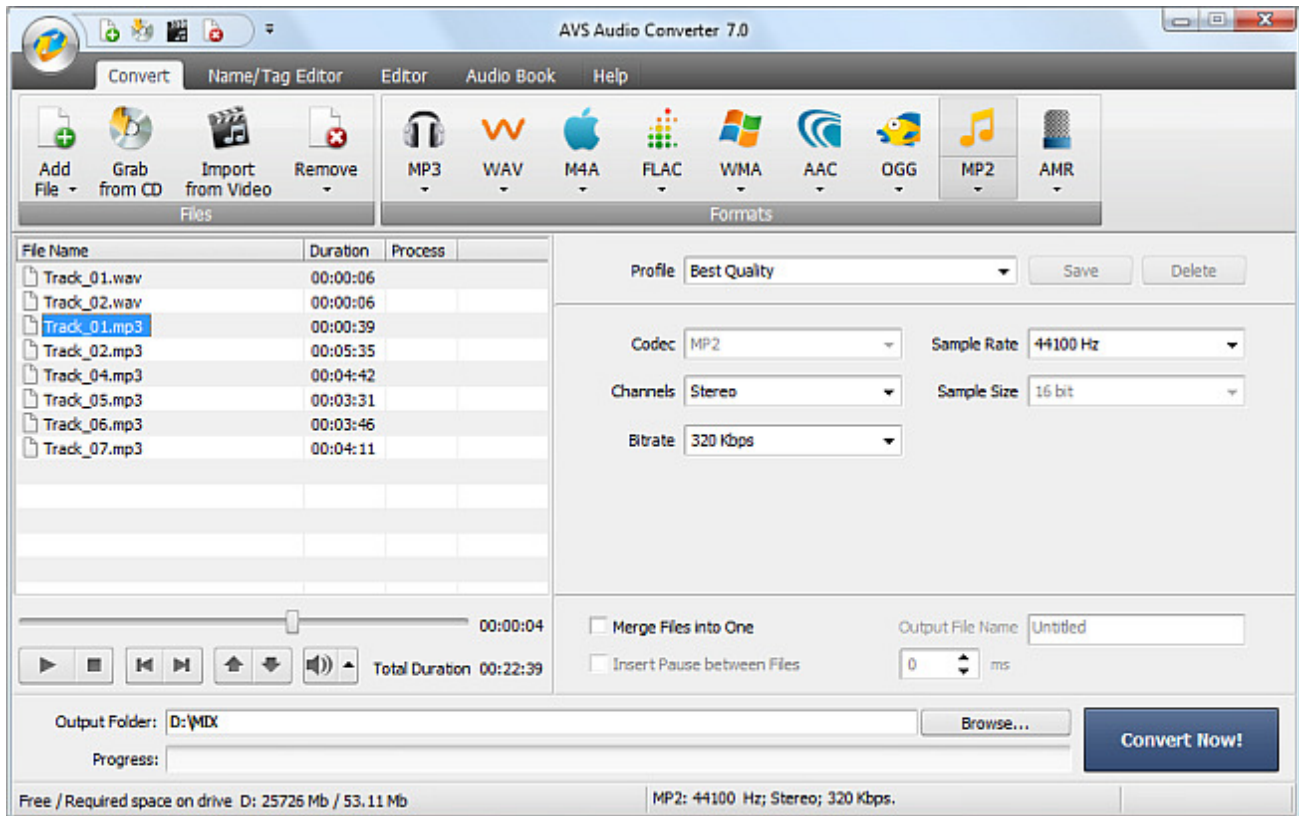 AVS Audio Converter 7.0
Convert Name/Tag Editor Editor Audio Book Help
Add File
Grab from CD
Import from Video
Remove
MP3
WAV
M4A
FLAC
WMA
AAC
OGG
MP2
AMR
Files
Formats
File Name Duration Process
Track_01.wav 00:00:06
Track_02.wav 00:00:06
Track_01.mp3 00:00:39
Track_02.mp3 00:05:35
Track_04.mp3 00:04:42
Track_05.mp3 00:03:31
Track_06.mp3 00:03:46
Track_07.mp3 00:04:11
00:00:04
Total Duration 00:22:39
Profile Best Quality Save Delete
Codec MP2 Sample Rate 44100 Hz
Channels Stereo Sample Size 16 bit
Bitrate 320 Kbps
Merge Files into One Output File Name Untitled
Insert Pause between Files 0 ms
Output Folder: D:\MIX Browse...
Convert Now!
Progress:
Free / Required space on drive D: 25726 Mb / 53.11 Mb
MP2: 44100 Hz; Stereo; 320 Kbps.